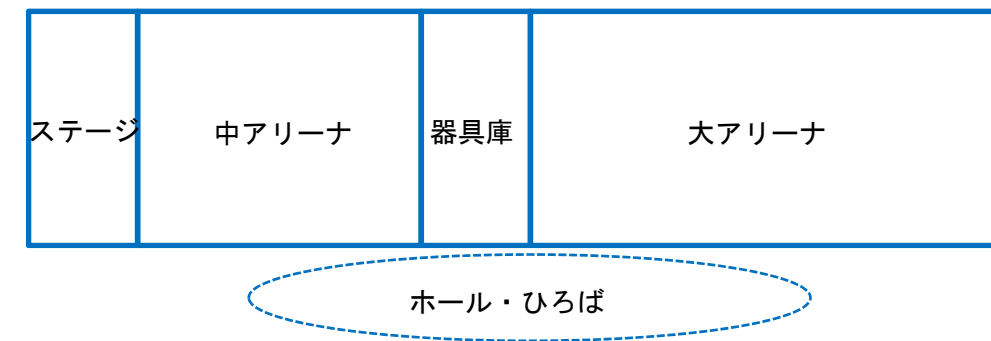 ステージ
中アリーナ
器具庫
大アリーナ
ホール・ひろば